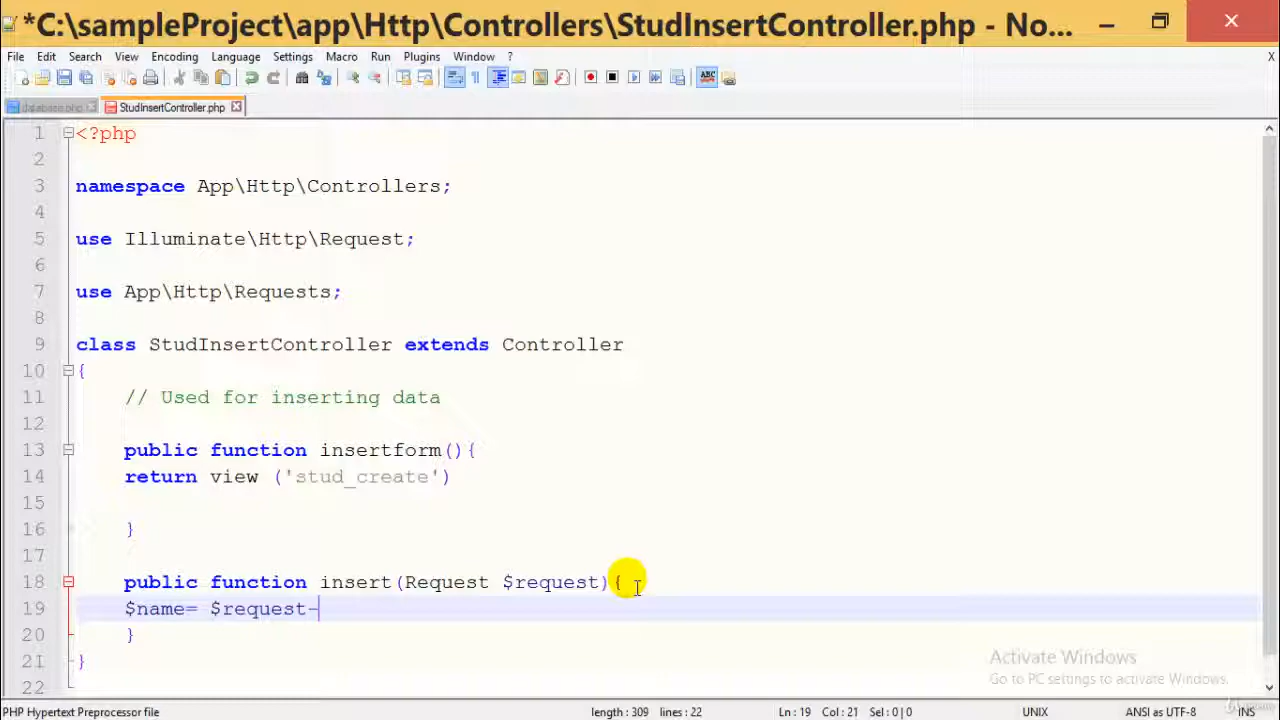 *C:\sampleProject\app\Http\Controllers\StudInsertController.php - No...
File Edit Search View Encoding Language Settings Macro Run Plugins Window ? X
database.php StudInsertController.php
1 <?php
2
3 namespace App\Http\Controllers;
4
5 use Illuminate\Http\Request;
6
7 use App\Http\Requests;
8
9 class StudInsertController extends Controller
10 {
11 // Used for inserting data
12
13 public function insertform(){
14 return view ('stud_create')
15
16 }
17
18 public function insert(Request $request){
19 $name= $request-
20 }
21 }
22
Activate Windows
Go to PC settings to activate Windows.
PHP Hypertext Preprocessor file length : 309 lines : 22 Ln : 19 Col : 21 Sel : 0 | 0 UNIX ANSI as UTF-8 INS